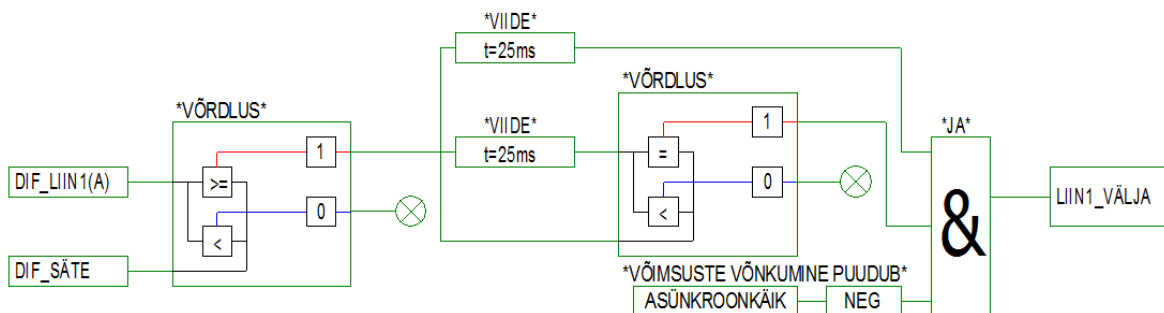 *VIIDE*
t=25ms
*VÕRDLUS*
*VÕRDLUS*
*VIIDE*
*JA*
1
1
t=25ms
=
DIF_LIIN1(A)
>=
0
<
0
<
&
LIIN1_VÄLJA
DIF_SÄTE
*VÕIMSUSTE VÕNKUMINE PUUDUB*
ASÜNKROONKÄIK
NEG